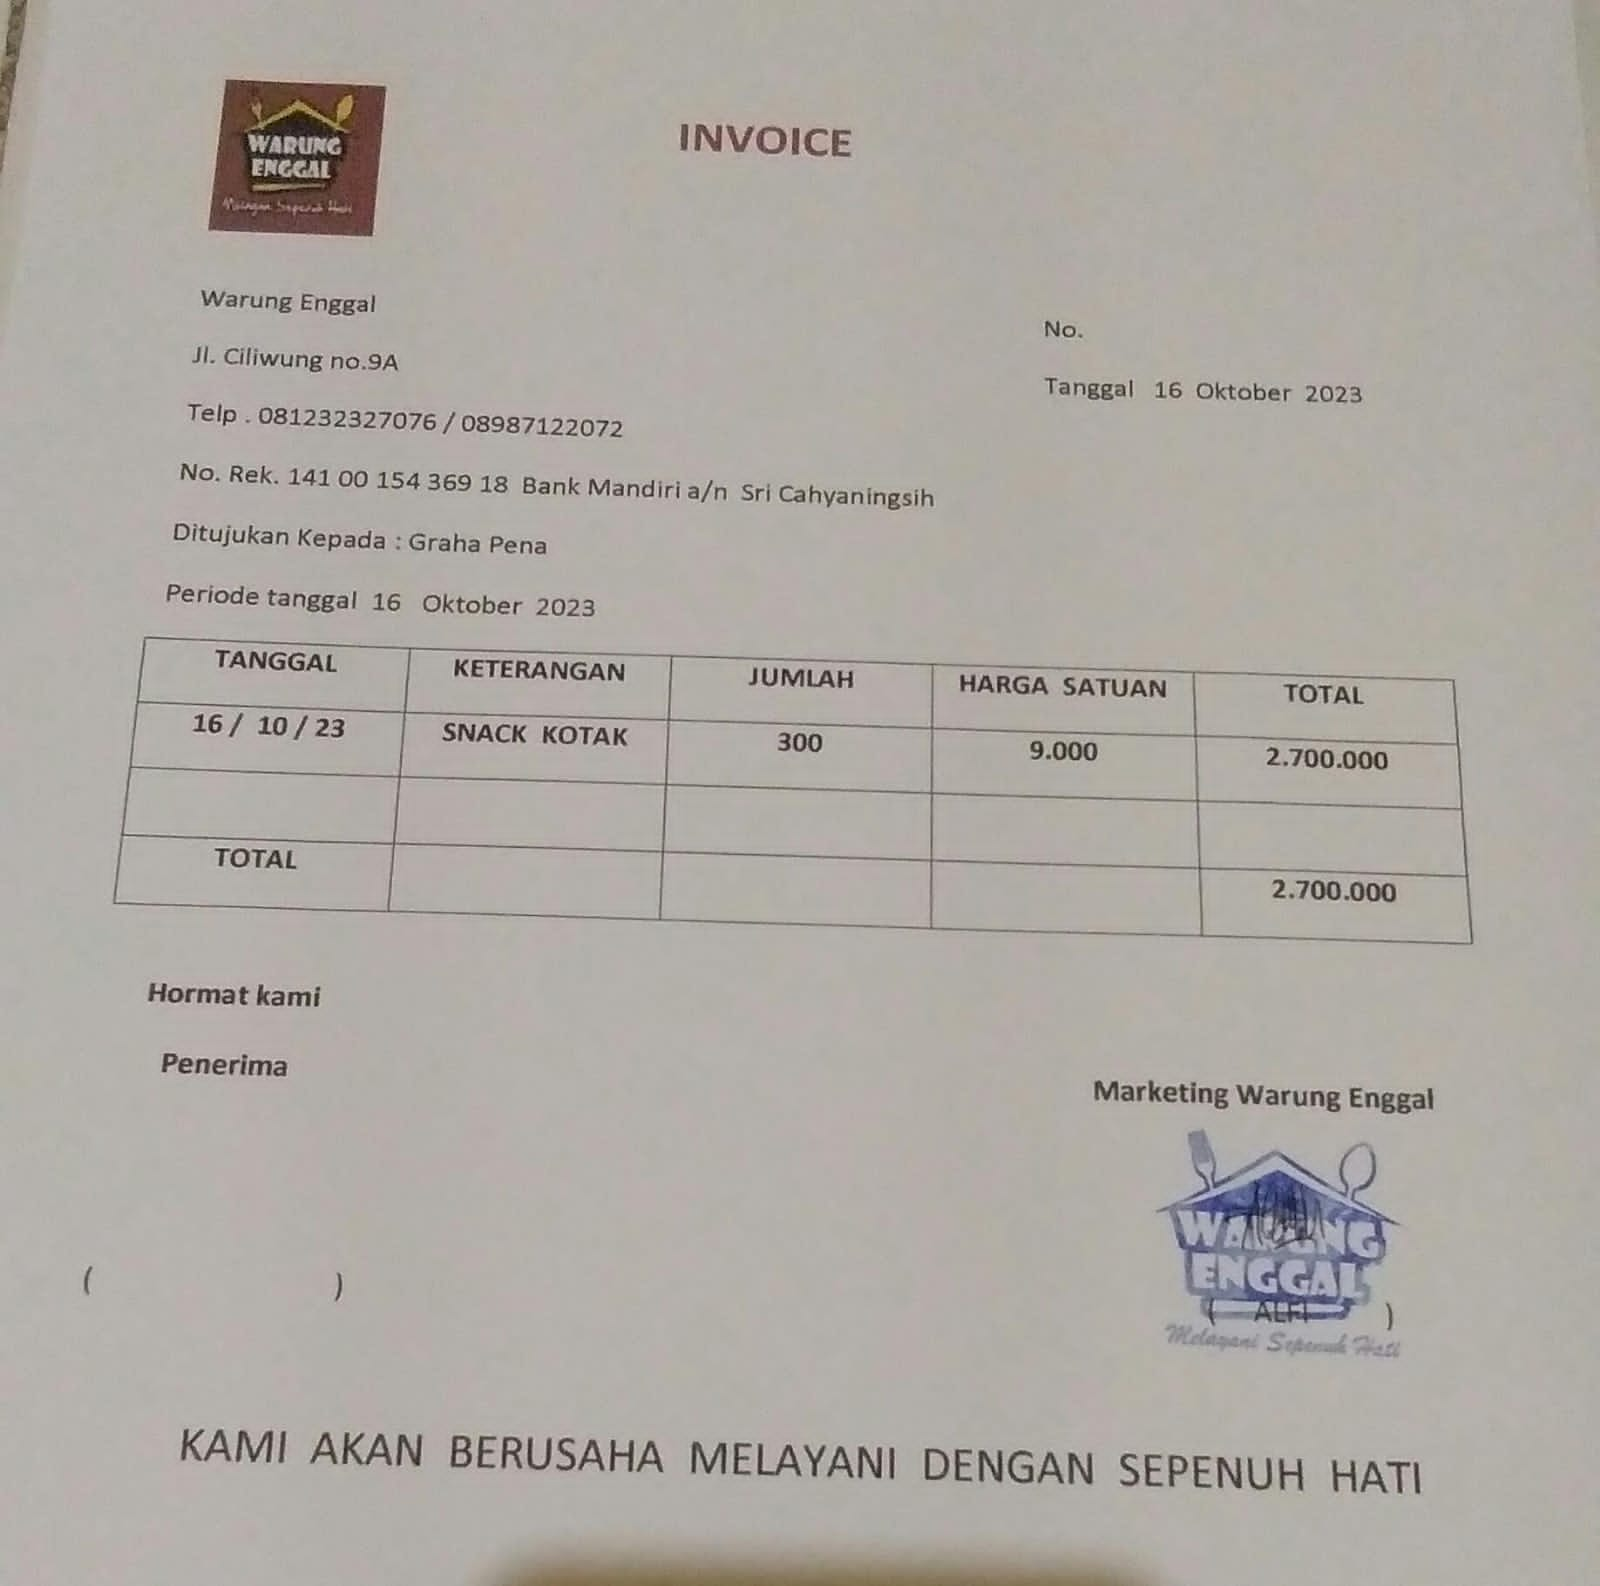 WARUNG
ENGGAL
INVOICE
Warung Enggal
No.
Jl. Ciliwung no.9A
Tanggal 16 Oktober 2023
Telp . 081232327076 / 08987122072
No. Rek. 141 00 154 369 18 Bank Mandiri a/n Sri Cahyaningsih
Ditujukan Kepada : Graha Pena
Periode tanggal 16 Oktober 2023
TANGGAL KETERANGAN JUMLAH HARGA SATUAN TOTAL
16 / 10 / 23 SNACK KOTAK 300 9.000 2.700.000
TOTAL 2.700.000
Hormat kami
Penerima
Marketing Warung Enggal
WARUNG
ENGGAL
( )
( ALFI )
Melayani Sepenuh Hati
KAMI AKAN BERUSAHA MELAYANI DENGAN SEPENUH HATI